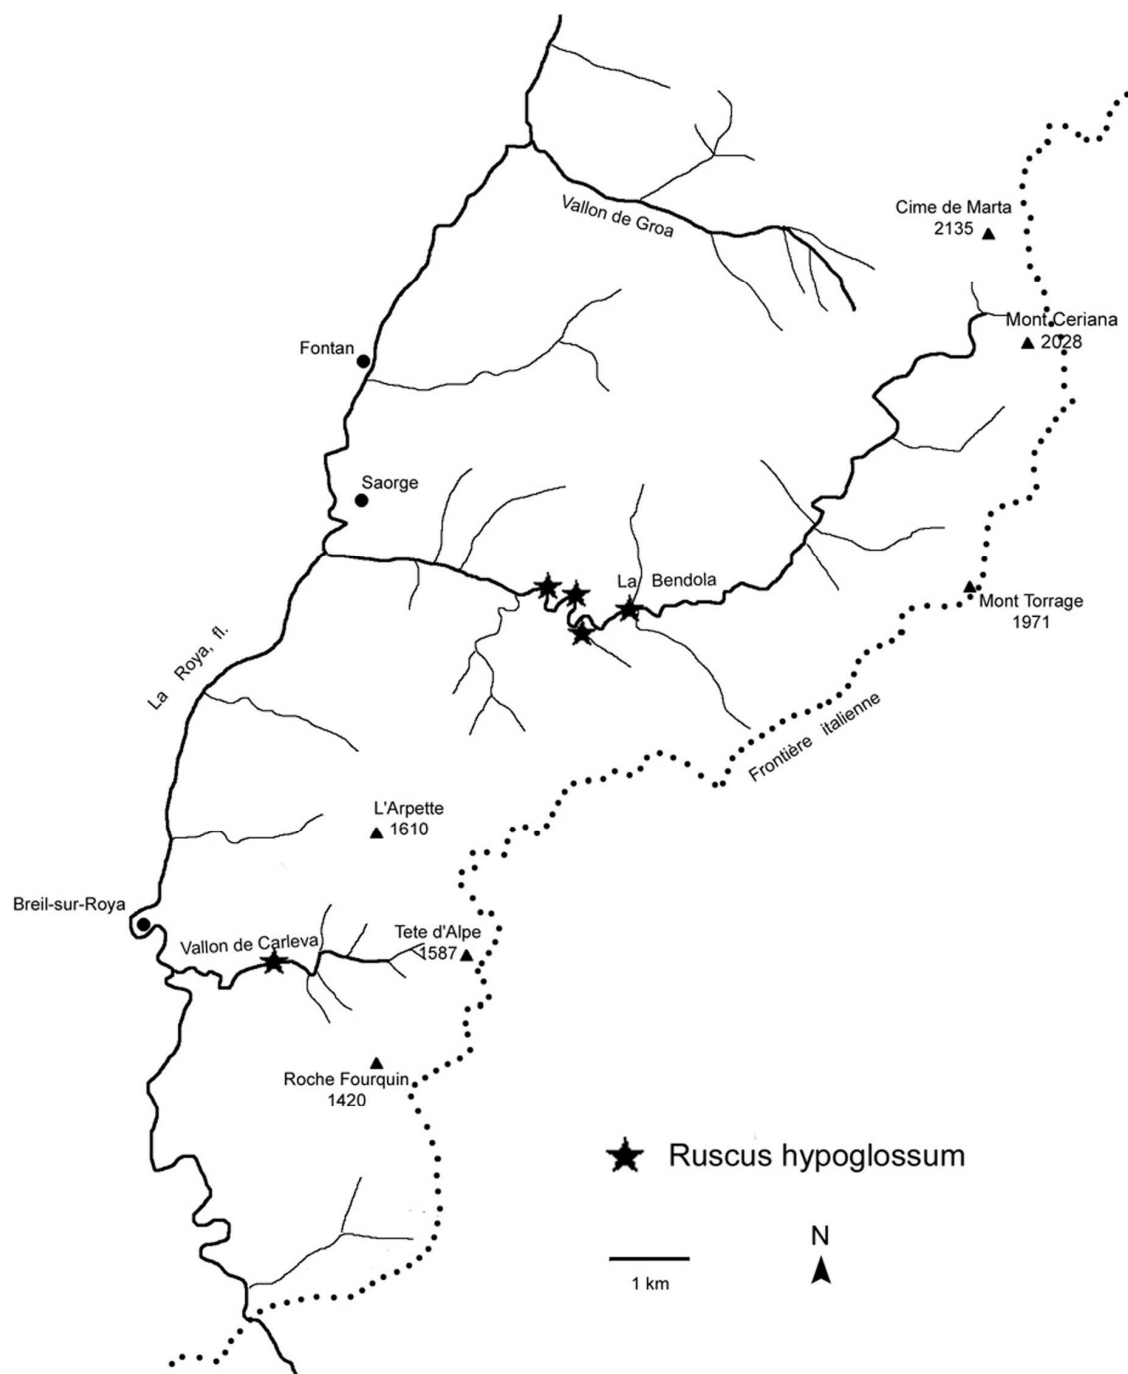 Vallon de Groa
Cime de Marta
2135
Mont Ceriana
2028
Fontan
Saorge
La Bendola
Mont Torrage
1971
La Roya, fl.
Frontière italienne
L'Arpette
1610
Breil-sur-Roya
Vallon de Carleva
Tete d'Alpe
1587
Roche Fourquin
1420
Ruscus hypoglossum
N
1 km